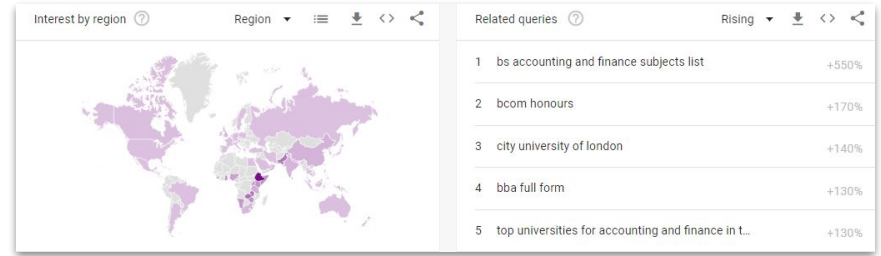 Interest by region ?
Region
Related queries ?
Rising
1 bs accounting and finance subjects list +550%
2 bcom honours +170%
3 city university of london +140%
4 bba full form +130%
5 top universities for accounting and finance in t... +130%